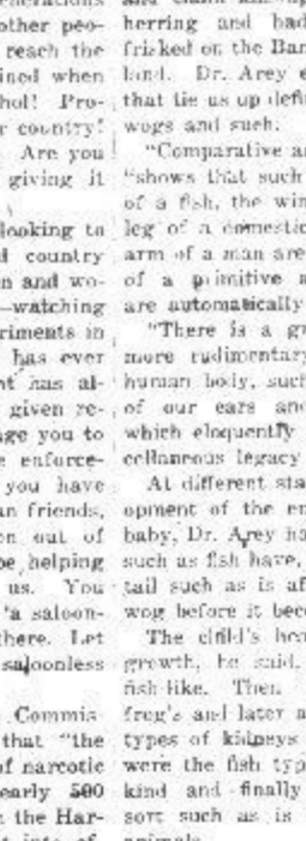 other peo-
reach the
ined when
hol! Pro-
country!
Are you
giving it
looking to
country
n and wo-
—watching
riments in
has ever
has al-
given re-
ge you to
enforce-
you have
an friends,
on out of
be helping
us. You
"a saloon-
there. Let
saloonless
Commis-
that "the
of narcotic
early 500
the Har-
herring and had
frisked on the Ban
land. Dr. Arey e
that tie us up defi
wogs and such.
"Comparative a
"shows that such
of a fish, the win
leg of a domestic
arm of a man are
of a primitive a
are automatically
"There is a gr
more rudimentary
human body, such
of our ears and
which eloquently
cellaneous legacy
At different sta
opment of the em
baby, Dr. Arey ha
such as fish have,
tail such as is af
wog before it bec
The child's hea
growth, he said,
fish-like. Then
frog's and later a
types of kidneys
were the fish typ
kind and finally
sort such as is
animals